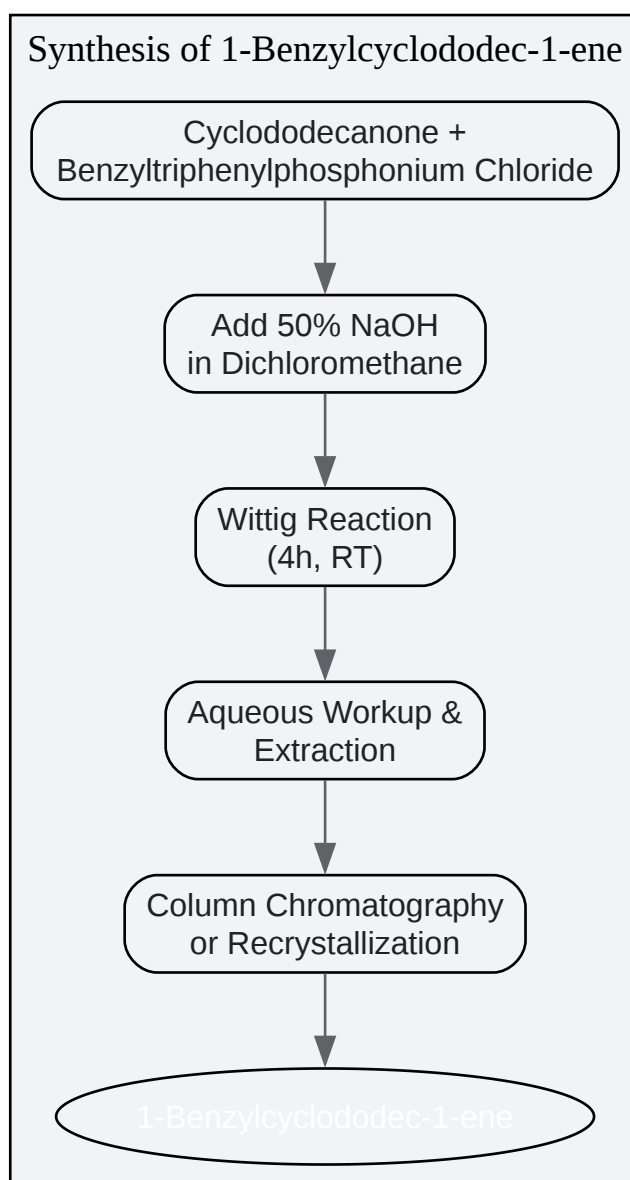 Synthesis of 1-Benzylcyclododec-1-ene
Cyclododecanone +
Benzyltriphenylphosphonium Chloride
Add 50% NaOH
in Dichloromethane
Wittig Reaction
(4h, RT)
Aqueous Workup &
Extraction
Column Chromatography
or Recrystallization
1-Benzylcyclododec-1-ene